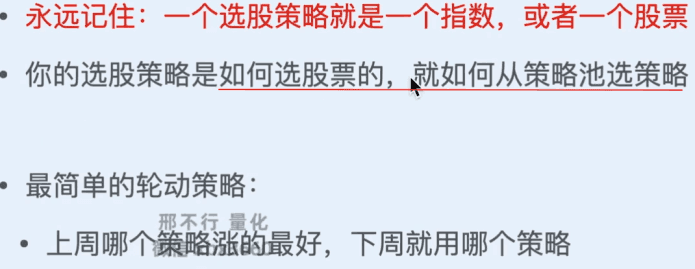 • 永远记住：一个选股策略就是一个指数，或者一个股票
• 你的选股策略是如何选股票的，就如何从策略池选策略
• 最简单的轮动策略：
邢不行 量化
• 上周哪个策略涨的最好，下周就用哪个策略